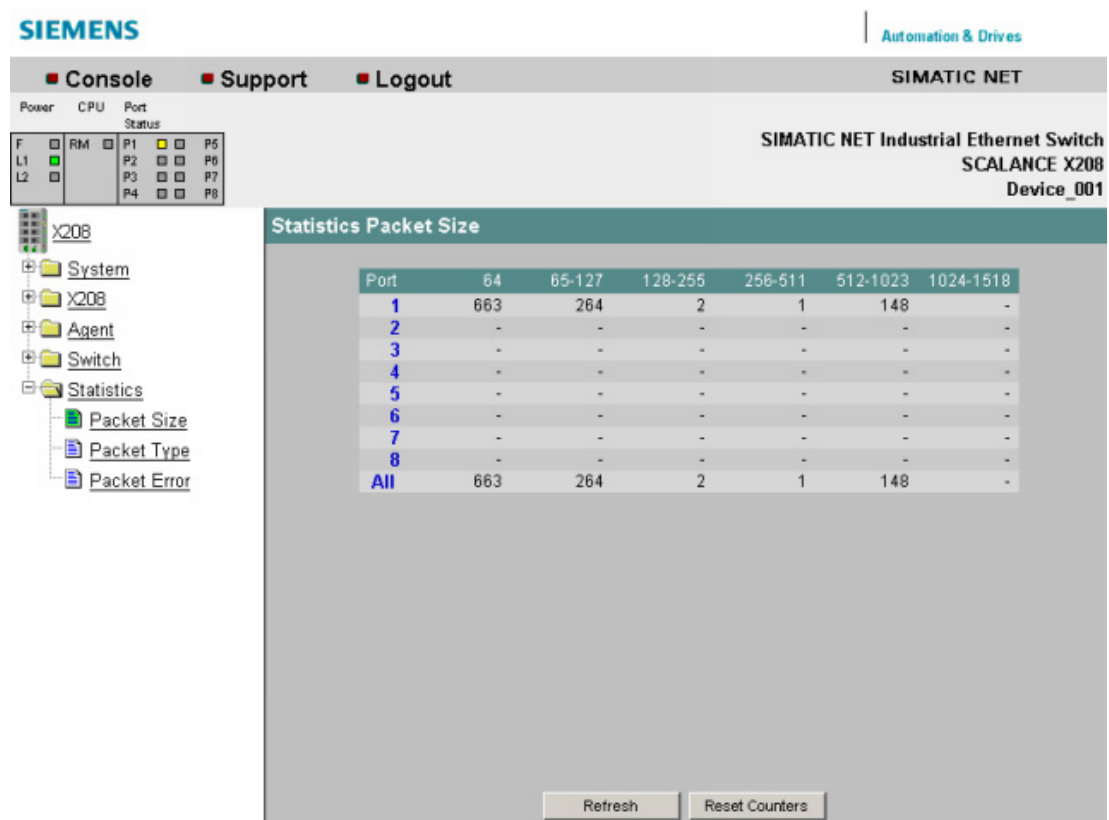 SIEMENS
Automation & Drives
Console Support Logout SIMATIC NET
Power CPU Port Status
F RM P1 P5
L1 P2 P6
L2 P3 P7
P4 P8
SIMATIC NET Industrial Ethernet Switch
SCALANCE X208
Device_001
X208
System
X208
Agent
Switch
Statistics
Packet Size
Packet Type
Packet Error
Statistics Packet Size
Port 64 65-127 128-255 256-511 512-1023 1024-1518
1 663 264 2 1 148 -
2 - - - - - -
3 - - - - - -
4 - - - - - -
5 - - - - - -
6 - - - - - -
7 - - - - - -
8 - - - - - -
All 663 264 2 1 148 -
Refresh Reset Counters